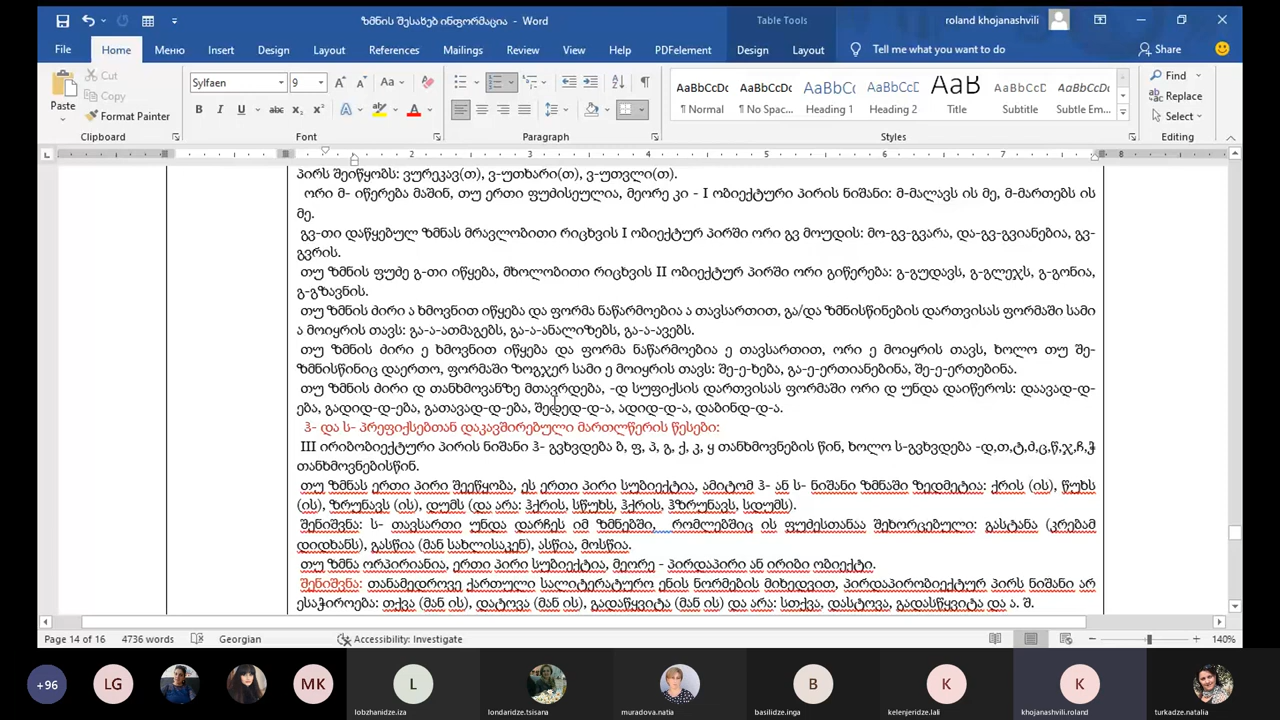 ზმნის შესახებ ინფორმაცია - Word
Table Tools
roland khojanashvili
File Home მენიუ Insert Design Layout References Mailings Review View Help PDFelement Design Layout Tell me what you want to do Share
Paste
Cut
Copy
Format Painter
Sylfaen 9
AaBbCcDc AaBbCcDc AaBbC( AaBbCcC AaB AaBbCcC AaBbCcDc
¶ Normal ¶ No Spac... Heading 1 Heading 2 Title Subtitle Subtle Em...
Find
Replace
Select
Clipboard Font Paragraph Styles Editing
2 3 4 5 6 7 8
პირს შეიწყობს: ვურეკავ(თ), ვ-უთხარი(თ), ვ-უთვლი(თ).
ორი მ- იწერება მაშინ, თუ ერთი ფუძისეულია, მეორე კი - I ობიექტური პირის ნიშანი: მ-მალავს ის მე, მ-მართებს ის
მე.
გვ-თი დაწყებულ ზმნას მრავლობითი რიცხვის I ობიექტურ პირში ორი გვ მოუდის: მო-გვ-გვარა, და-გვ-გვიანებია, გვ-
გვრის.
თუ ზმნის ფუძე გ-თი იწყება, მხოლობითი რიცხვის II ობიექტურ პირში ორი გიწერება: გ-გუდავს, გ-გლეჯს, გ-გონია,
გ-გზავნის.
თუ ზმნის ძირი ა ხმოვნით იწყება და ფორმა ნაწარმოებია ა თავსართით, გა/და ზმნისწინების დართვისას ფორმაში სამი
ა მოიყრის თავს: გა-ა-ათმაგებს, გა-ა-ანალიზებს, გა-ა-ავებს.
თუ ზმნის ძირი ე ხმოვნით იწყება და ფორმა ნაწარმოებია ე თავსართით, ორი ე მოიყრის თავს, ხოლო თუ შე-
ზმნისწინიც დაერთო, ფორმაში ზოგჯერ სამი ე მოიყრის თავს: შე-ე-ხება, გა-ე-ერთიანებინა, შე-ე-ერთებინა.
თუ ზმნის ძირი დ თანხმოვანზე მთავრდება, -დ სუფიქსის დართვისას ფორმაში ორი დ უნდა დაიწეროს: დაავად-დ-
ება, გადიდ-დ-ება, გათავად-დ-ება, შედედ-დ-ა, ადიდ-დ-ა, დაბინდ-დ-ა.
ჰ- და ს- პრეფიქსებთან დაკავშირებული მართლწერის წესები:
III ირიბობიექტური პირის ნიშანი ჰ- გვხვდება ბ, ფ, პ, გ, ქ, კ, ყ თანხმოვნების წინ, ხოლო ს-გვხვდება -დ,თ,ტ,ძ,ც,წ,ჯ,ჩ,ჭ
თანხმოვნებისწინ.
თუ ზმნას ერთი პირი შეეწყობა, ეს ერთი პირი სუბიექტია, ამიტომ ჰ- ან ს- ნიშანი ზმნაში ზედმეტია: ქრის (ის), წუხს
(ის), ზრუნავს (ის), დუმს (და არა: ჰქრის, სწუხს, ჰქრის, ჰზრუნავს, სდუმს).
შენიშვნა: ს- თავსართი უნდა დარჩეს იმ ზმნებში, რომლებშიც ის ფუძესთანაა შეხორცებული: გასტანა (კრებამ
დიდხანს), გასწია (მან სახლისაკენ), ასწია, მოსწია.
თუ ზმნა ორპირიანია, ერთი პირი სუბიექტია, მეორე - პირდაპირი ან ირიბი ობიექტი.
შენიშვნა: თანამედროვე ქართული სალიტერატურო ენის ნორმების მიხედვით, პირდაპირობიექტურ პირს ნიშანი არ
ესაჭიროება: თქვა (მან ის), დატოვა (მან ის), გადაწყვიტა (მან ის) და არა: სთქვა, დასტოვა, გადასწყვიტა და ა. შ.
Page 14 of 16 4736 words Georgian Accessibility: Investigate 140%
+96 LG MK L B K K
lobzhanidze.iza londaridze.tsisana muradova.natia basilidze.inga kelenjeridze.lali khojanashvili.roland turkadze.natalia